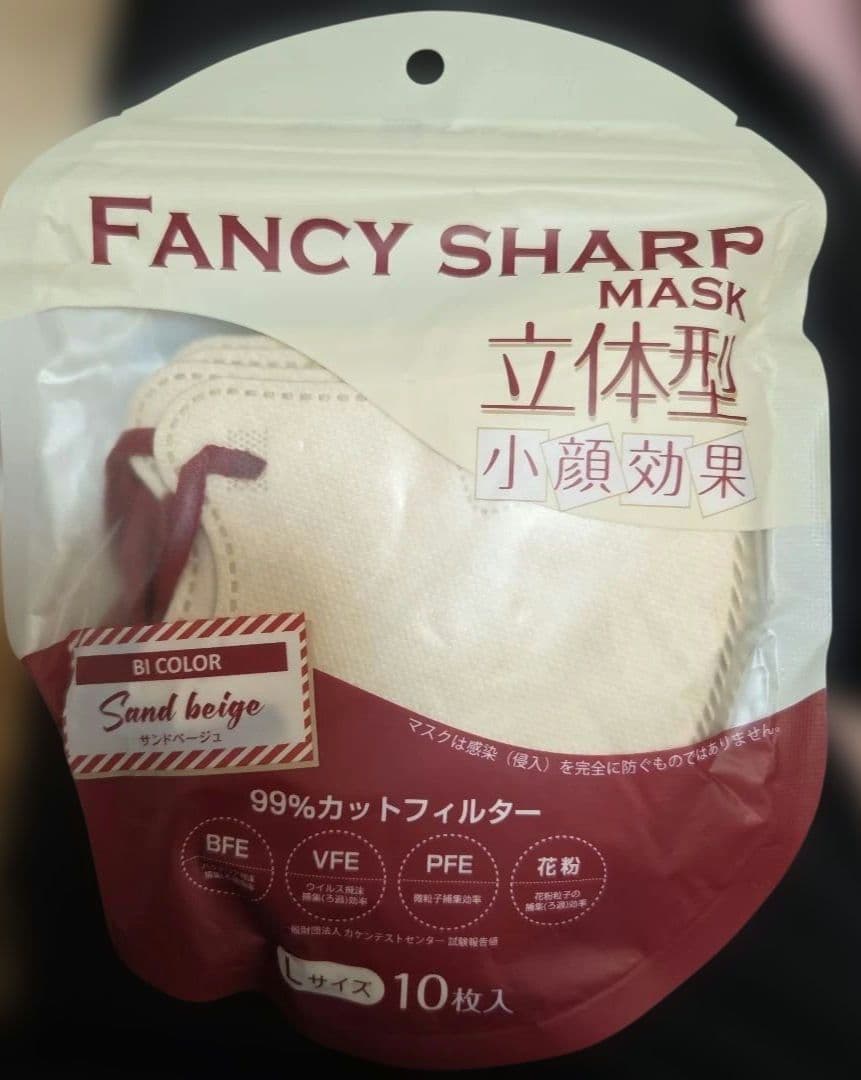 FANCY SHARP
MASK
立体型
小顔効果
BI COLOR
Sand beige
サンドベージュ
マスクは感染（侵入）を完全に防ぐものではありません。
99%カットフィルター
BFE
VFE
ウイルス飛沫
捕集(ろ過)効率
PFE
微粒子捕集効率
花粉
花粉粒子の
捕集(ろ過)効率
般財団法人 カケンテストセンター 試験報告値
Lサイズ 10枚入